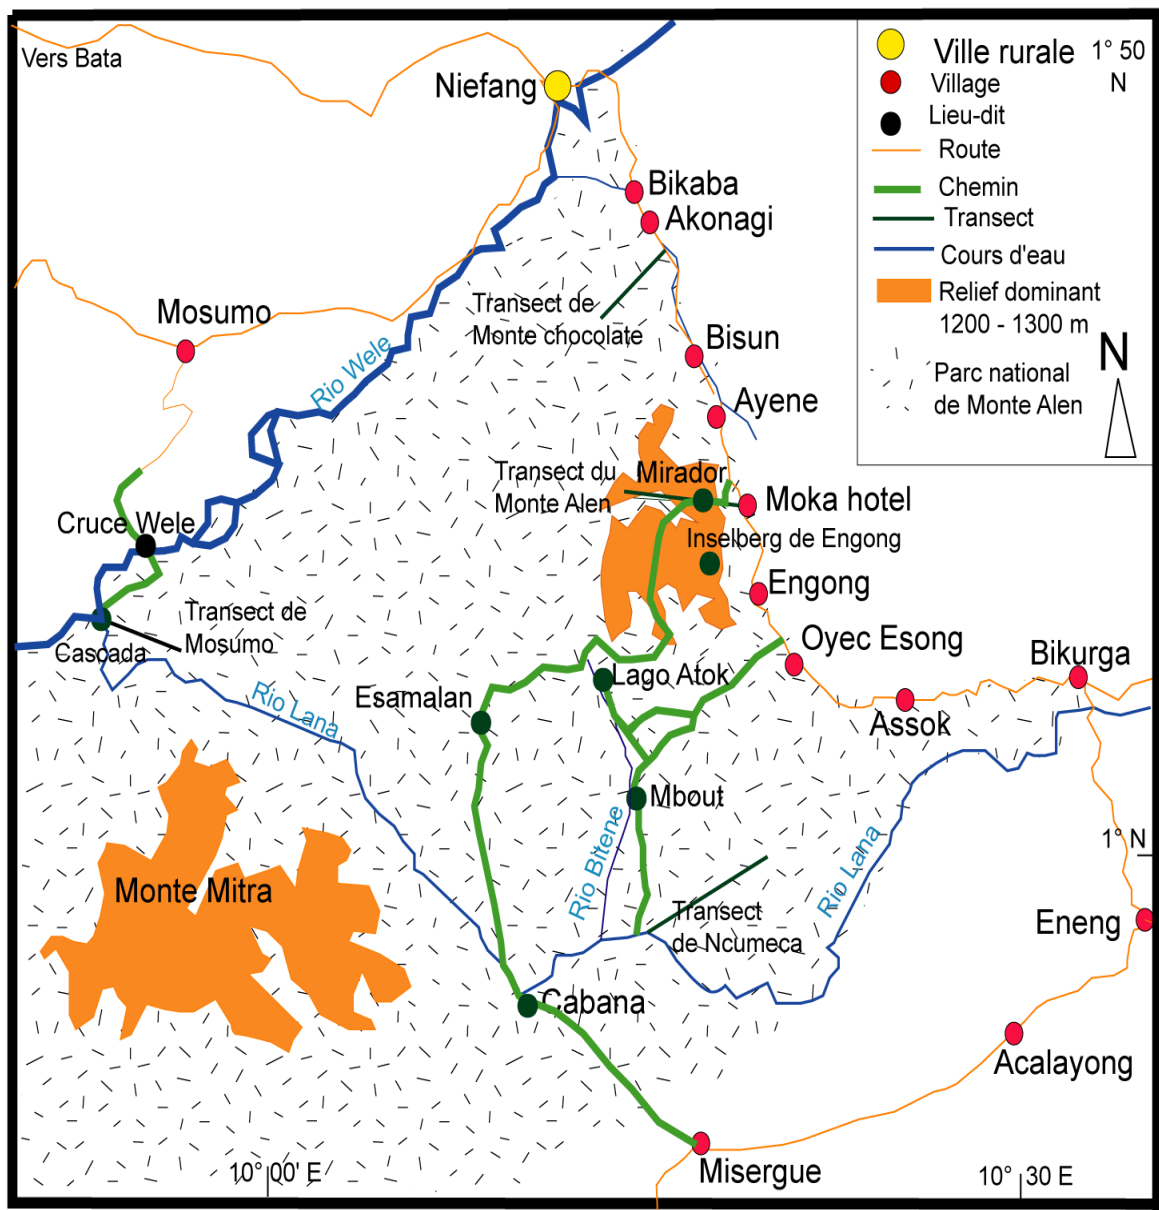 Vers Bata
Niefang
Ville rurale
1° 50
N
Village
Lieu-dit
Route
Chemin
Transect
Cours d'eau
Relief dominant
1200 - 1300 m
Parc national
de Monte Alen
N
Bikaba
Akonagi
Mosumo
Transect de
Monte chocolate
Bisun
Rio Wele
Ayene
Transect du
Monte Alen
Mirador
Moka hotel
Cruce Wele
Inselberg de Engong
Engong
Transect de
Mosumo
Cascada
Oyec Esong
Bikurga
Lago Atok
Esamalan
Rio Lana
Assok
Mbout
Rio Bitene
Rio Lana
1° N
Monte Mitra
Transect
de Ncumeca
Eneng
Cabana
Acalayong
Misergue
10° 00' E
10° 30 E